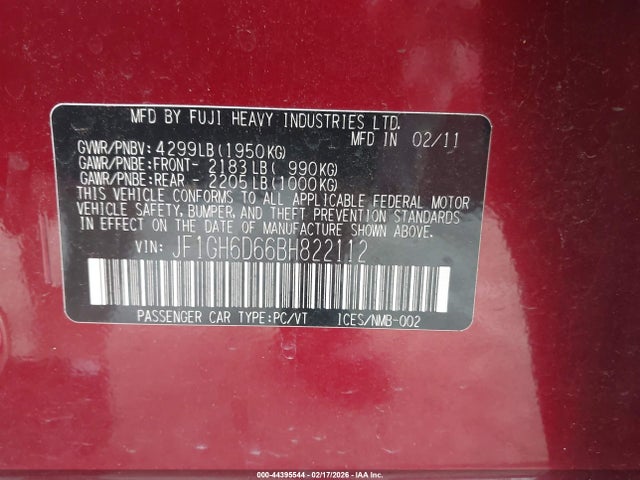 MFD BY FUJI HEAVY INDUSTRIES LTD.
MFD IN 02/11
GVWR/PNBV: 4299LB(1950KG)
GAWR/PNBE:FRONT- 2183LB( 990KG)
GAWR/PNBE:REAR - 2205LB(1000KG)
THIS VEHICLE CONFORMS TO ALL APPLICABLE FEDERAL MOTOR
VEHICLE SAFETY, BUMPER, AND THEFT PREVENTION STANDARDS
IN EFFECT ON THE DATE OF MANUFACTURE SHOWN ABOVE.
VIN: JF1GH6D66BH822112
PASSENGER CAR TYPE:PC/VT ICES/NMB-002
000-44395544 - 02/17/2026 - IAA Inc.